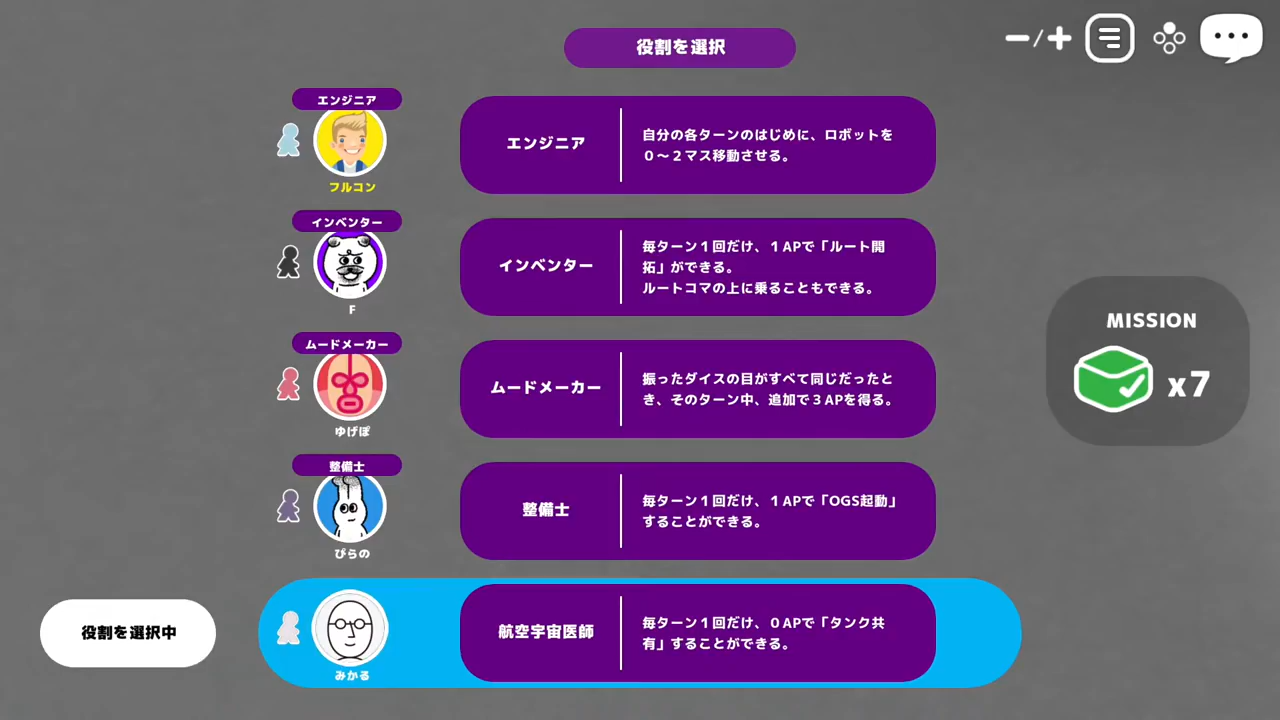 役割を選択
エンジニア
フルコン
エンジニア
自分の各ターンのはじめに、ロボットを
０～２マス移動させる。
インベンター
F
インベンター
毎ターン１回だけ、１APで「ルート開
拓」ができる。
ルートコマの上に乗ることもできる。
ムードメーカー
ゆげぽ
ムードメーカー
振ったダイスの目がすべて同じだったと
き、そのターン中、追加で３APを得る。
整備士
ぴらの
整備士
毎ターン１回だけ、１APで「OGS起動」
することができる。
役割を選択中
みかる
航空宇宙医師
毎ターン１回だけ、０APで「タンク共
有」することができる。
MISSION
x7
－/＋